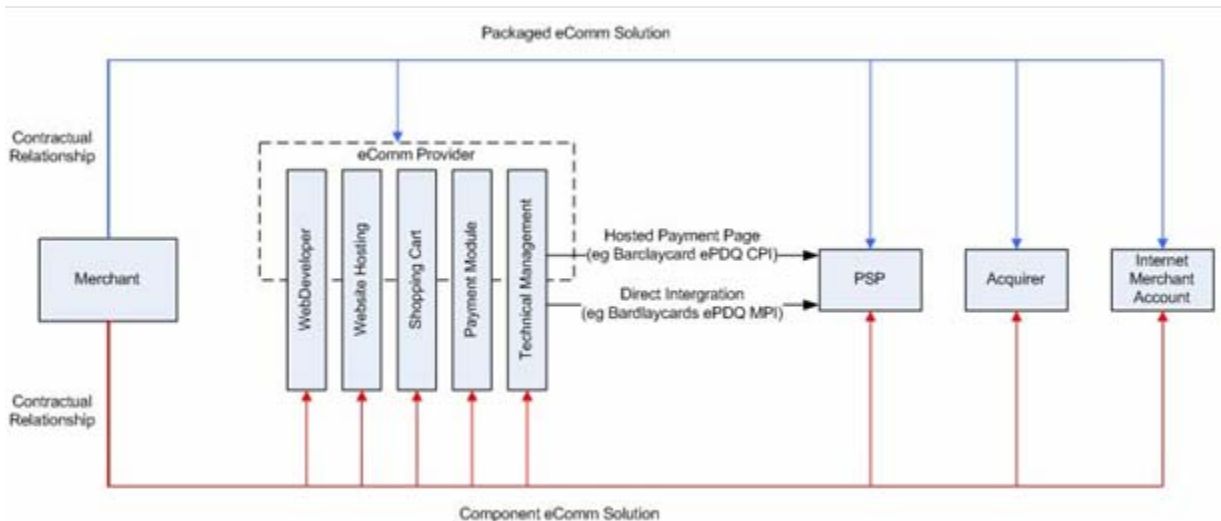 Packaged eComm Solution
Contractual
Relationship
eComm Provider
WebDeveloper
Website Hosting
Shopping Cart
Payment Module
Technical Management
Merchant
Hosted Payment Page
(eg Barclaycard ePDQ CPI)
Direct Intergration
(eg Bardlaycards ePDQ MPI)
PSP
Acquirer
Internet
Merchant
Account
Contractual
Relationship
Component eComm Solution